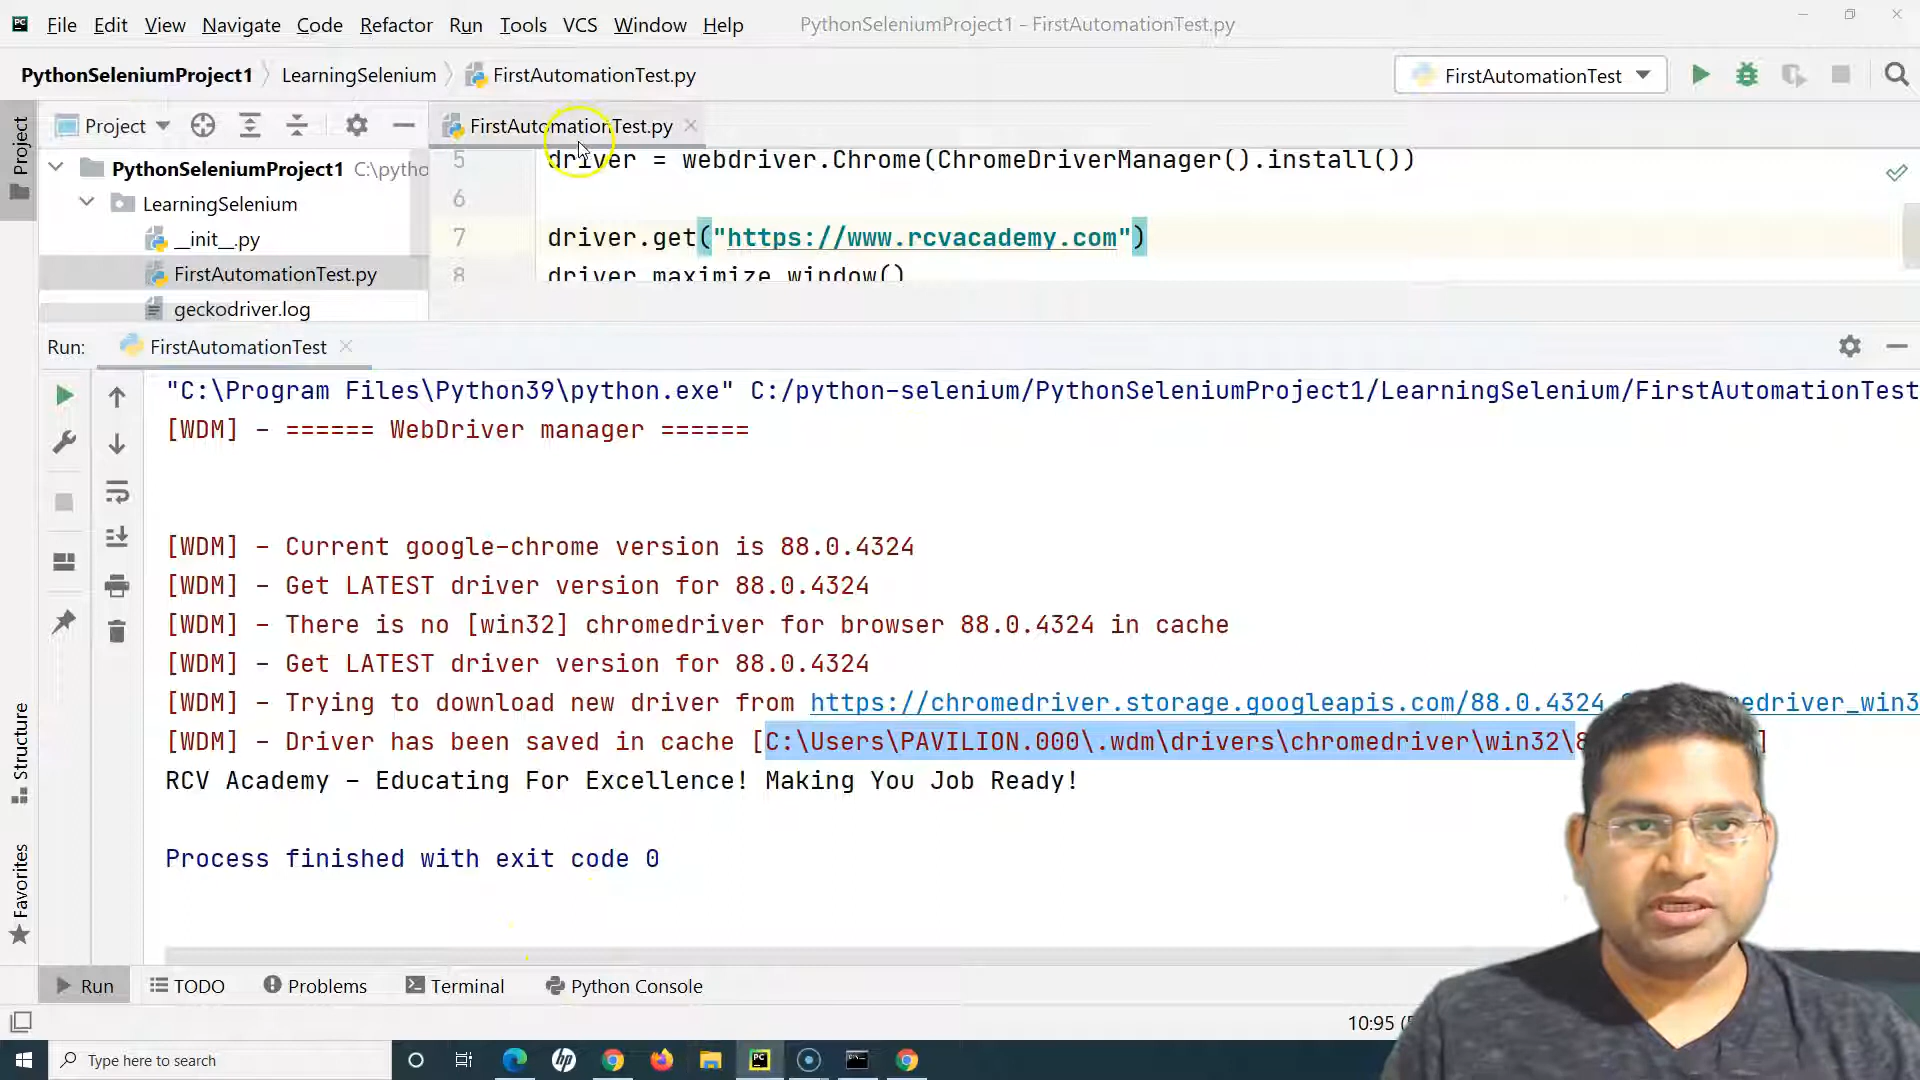 File Edit View Navigate Code Refactor Run Tools VCS Window Help PythonSeleniumProject1 - FirstAutomationTest.py
PythonSeleniumProject1 LearningSelenium FirstAutomationTest.py FirstAutomationTest
Project
Project FirstAutomationTest.py
PythonSeleniumProject1 C:\pytho
LearningSelenium
__init__.py
FirstAutomationTest.py
geckodriver.log
5 driver = webdriver.Chrome(ChromeDriverManager().install())
6
7 driver.get("https://www.rcvacademy.com")
8 driver.maximize_window()
Run: FirstAutomationTest
"C:\Program Files\Python39\python.exe" C:/python-selenium/PythonSeleniumProject1/LearningSelenium/FirstAutomationTest
[WDM] - ====== WebDriver manager ======
[WDM] - Current google-chrome version is 88.0.4324
[WDM] - Get LATEST driver version for 88.0.4324
[WDM] - There is no [win32] chromedriver for browser 88.0.4324 in cache
[WDM] - Get LATEST driver version for 88.0.4324
[WDM] - Trying to download new driver from https://chromedriver.storage.googleapis.com/88.0.4324
[WDM] - Driver has been saved in cache [C:\Users\PAVILION.000\.wdm\drivers\chromedriver\win32\
RCV Academy - Educating For Excellence! Making You Job Ready!
Process finished with exit code 0
Structure
Favorites
Run TODO Problems Terminal Python Console
10:95
Type here to search